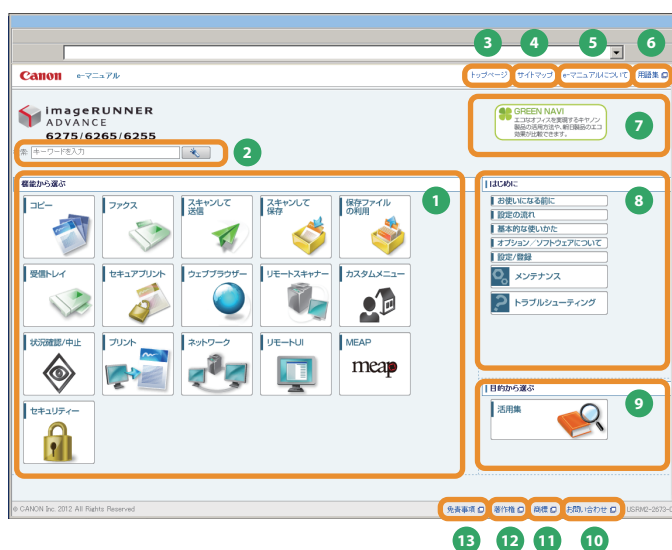 3
4
5
6
Canon e-マニュアル
トップページ サイトマップ e-マニュアルについて 用語集
imageRUNNER
ADVANCE
6275/6265/6255
GREEN NAVI
エコなオフィスを実現するキヤノン
製品の活用方法や、新旧製品のエコ
効果が比較できます。
7
索 キーワードを入力
2
機能から選ぶ
1
コピー
ファクス
スキャンして
送信
スキャンして
保存
保存ファイル
の利用
受信トレイ
セキュアプリント
ウェブブラウザー
リモートスキャナー
カスタムメニュー
状況確認/中止
プリント
ネットワーク
リモートUI
MEAP
meap
セキュリティー
はじめに
8
お使いになる前に
設定の流れ
基本的な使いかた
オプション/ソフトウェアについて
設定/登録
メンテナンス
トラブルシューティング
目的から選ぶ
9
活用集
© CANON Inc. 2012 All Rights Reserved
免責事項 著作権 商標 お問い合わせ USRM2-2673-0
13
12
11
10